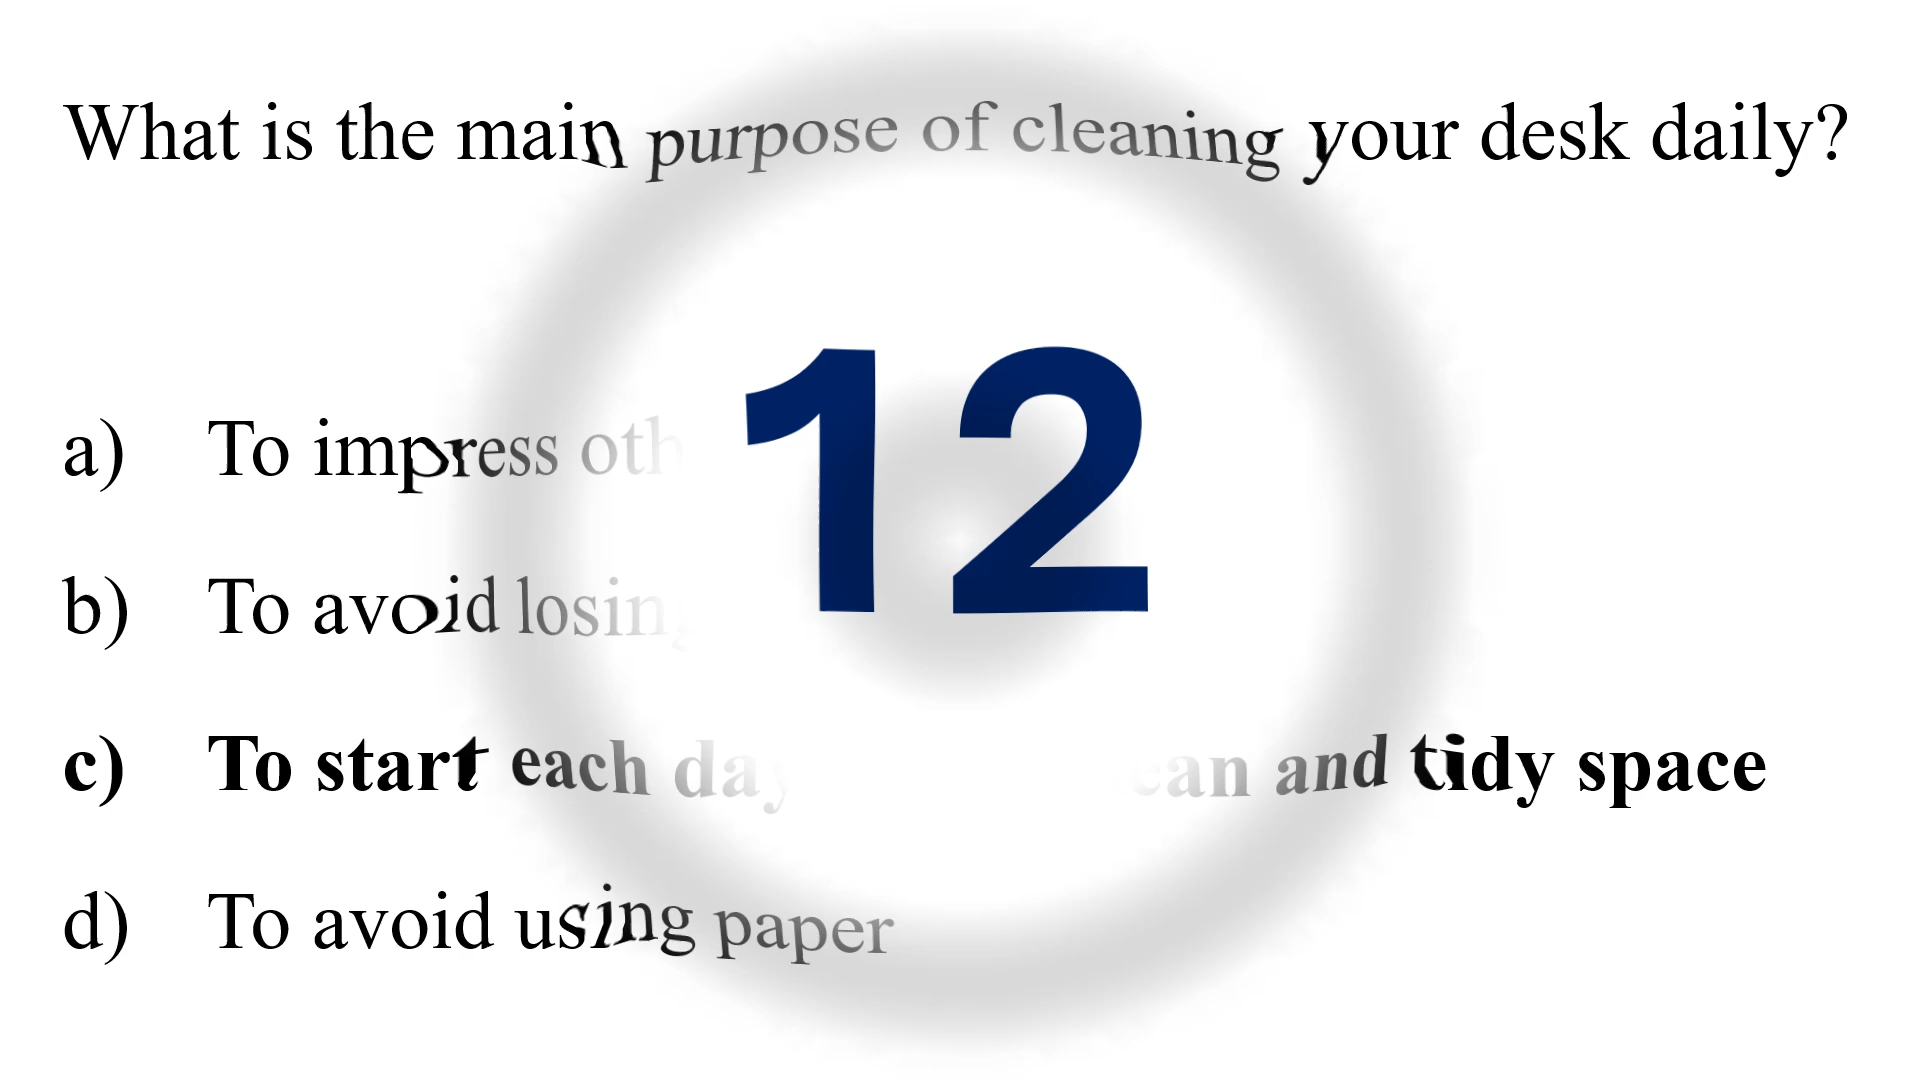 What is the main purpose of cleaning your desk daily?
12
a) To impress
b) To avoid
c) To start each day and tidy space
d) To avoid using paper